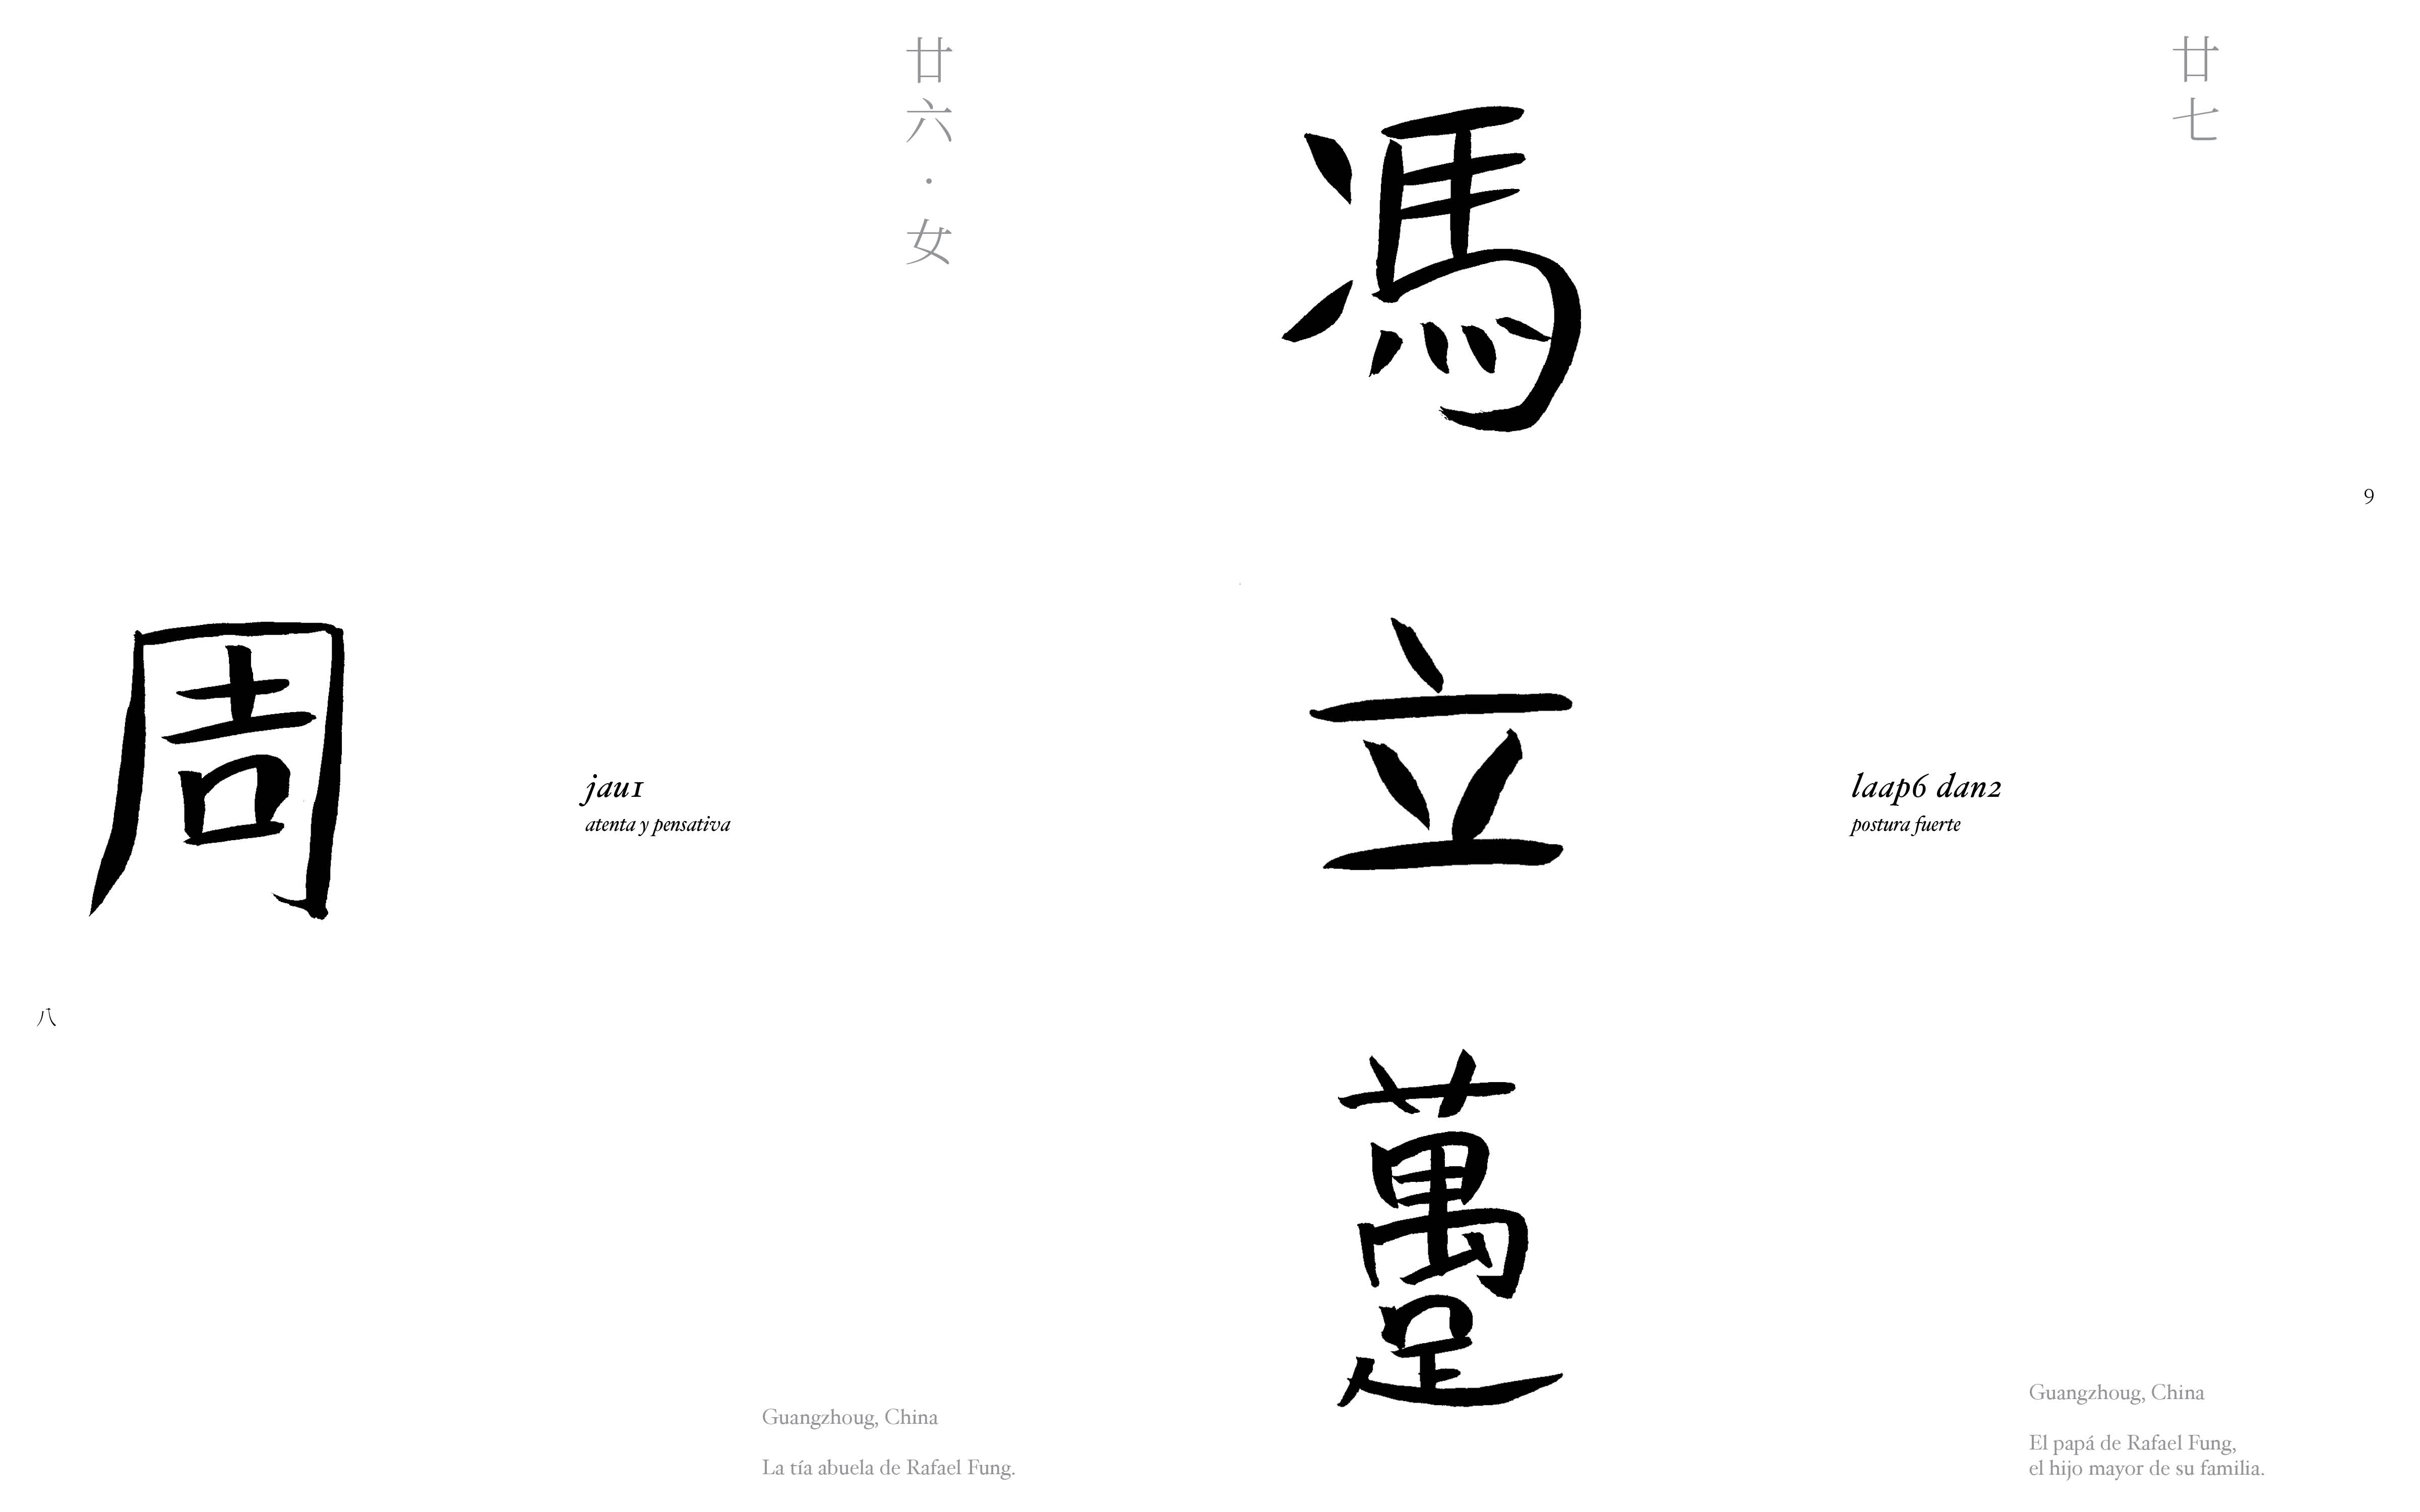 廿六・女
周
jau1
atenta y pensativa
八
Guangzhoug, China
La tía abuela de Rafael Fung.
廿七
馮立躉
9
laap6 dan2
postura fuerte
Guangzhoug, China
El papá de Rafael Fung,
el hijo mayor de su familia.